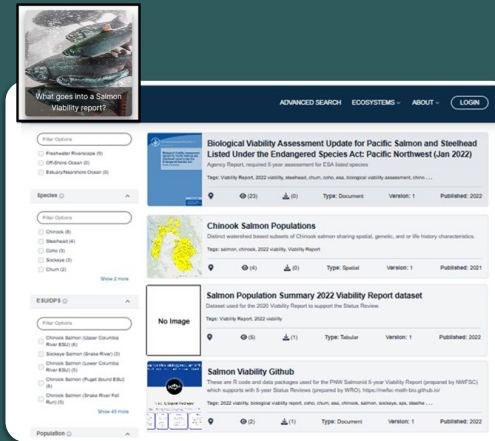 What goes into a Salmon
Viability report?
ADVANCED SEARCH
ECOSYSTEMS
ABOUT
LOGIN
Filter Options
Freshwater Riverscape (5)
Off-Shore Ocean (0)
Estuary/Nearshore Ocean (0)
Species
Filter Options
Chinook (8)
Steelhead (4)
Coho (3)
Sockeye (3)
Chum (2)
Show 2 more
ESU/DPS
Filter Options
Chinook Salmon (Upper Columbia
River ESU) (6)
Sockeye Salmon (Snake River) (3)
Chinook Salmon (Lower Columbia
River ESU) (5)
Chinook Salmon (Puget Sound ESU)
(6)
Chinook Salmon (Snake River Fall
Run) (5)
Show 49 more
Population
Biological Viability Assessment Update for Pacific Salmon and Steelhead
Listed Under the Endangered Species Act: Pacific Northwest (Jan 2022)
Agency Report, required 5-year assessment for ESA listed species
Tags: Viability Report, 2022 viability, steelhead, chum, coho, esa, biological viability assessment, chino . . .
(23) (0) Type: Document Version: 1 Published: 2022
Chinook Salmon Populations
Distinct watershed based subsets of Chinook salmon sharing spatial, genetic, and or life history characteristics.
Tags: salmon, chinook, 2022 viability, Viability Report
(4) (0) Type: Spatial Version: 1 Published: 2021
No Image
Salmon Population Summary 2022 Viability Report dataset
Dataset used for the 2020 Viability Report to support the Status Review.
Tags: Viability Report, 2022 viability
(5) (1) Type: Tabular Version: 1 Published: 2022
Salmon Viability Github
These are R code and data packages used for the PNW Salmonid 5-year Viability Report (prepared by NWFSC)
which supports with 5-year Status Reviews (prepared by WRO).
Tags: 2022 viability, biological viability report, coho, chum, esa, chinook, salmon, sockeye, sps, steelhe . . .
(2) (1) Type: Document Version: 1 Published: 2022